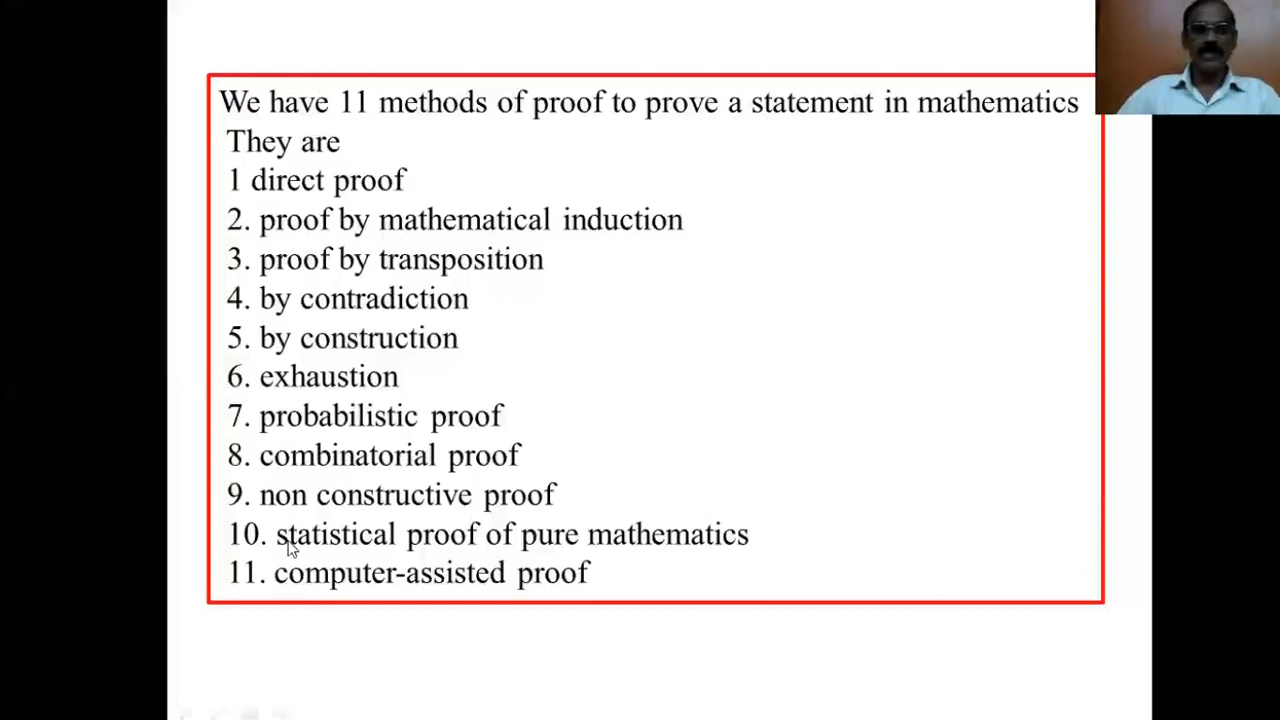 We have 11 methods of proof to prove a statement in mathematics
They are
1 direct proof
2. proof by mathematical induction
3. proof by transposition
4. by contradiction
5. by construction
6. exhaustion
7. probabilistic proof
8. combinatorial proof
9. non constructive proof
10. statistical proof of pure mathematics
11. computer-assisted proof